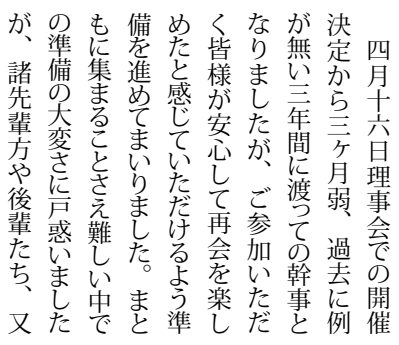 四月十六日理事会での開催
決定から三ヶ月弱、過去に例
が無い三年間に渡っての幹事と
なりましたが、ご参加いただ
く皆様が安心して再会を楽し
めたと感じていただけるよう準
備を進めてまいりました。まと
もに集まることさえ難しい中で
の準備の大変さに戸惑いました
が、諸先輩方や後輩たち、又